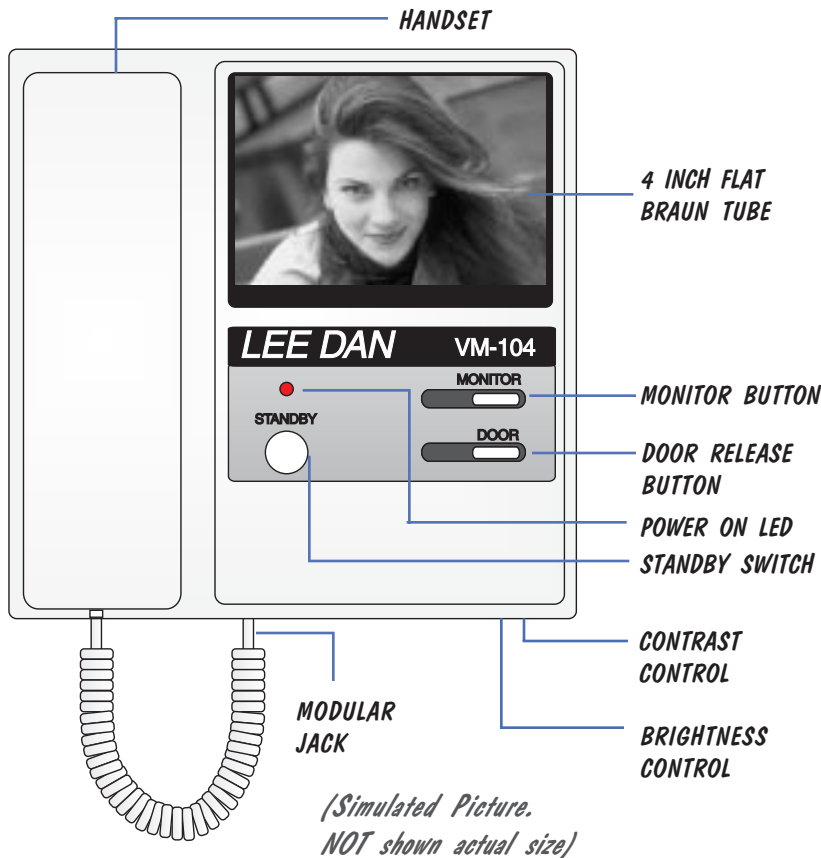 HANDSET
4 INCH FLAT
BRAUN TUBE
LEE DAN VM-104
MONITOR
STANDBY
DOOR
MONITOR BUTTON
DOOR RELEASE
BUTTON
POWER ON LED
STANDBY SWITCH
CONTRAST
CONTROL
MODULAR
JACK
BRIGHTNESS
CONTROL
(Simulated Picture.
NOT shown actual size)